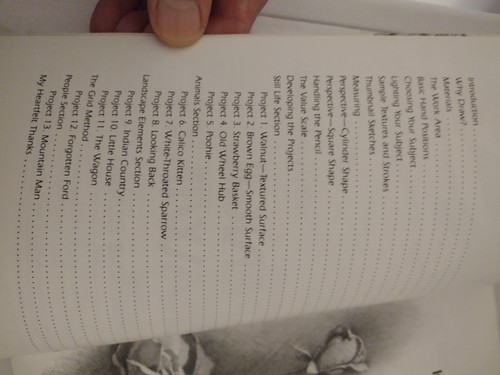 Introduction
Why Draw?
Materials
The Work Area
Basic Hand Positions
Choosing Your Subject
Lighting Your Subject
Sample Textures and Strokes
Thumbnail Sketches
Measuring
Perspective—Cylinder Shape
Perspective—Square Shape
Handling the Pencil
The Value Scale
Developing the Projects
Still Life Section
Project 1 Walnut—Textured Surface
Project 2 Brown Egg—Smooth Surface
Project 3 Strawberry Basket
Project 4 Old Wheel Hub
Project 5 Poohie
Animals Section
Project 6 Calico Kitten
Project 7 White-Throated Sparrow
Project 8 Looking Back
Landscape Elements Section
Project 9 Indian Country
Project 10 Little House
Project 11 The Wagon
The Grid Method
Project 12 Forgotten Ford
People Section
Project 13 Mountain Man
My Heartfelt Thanks